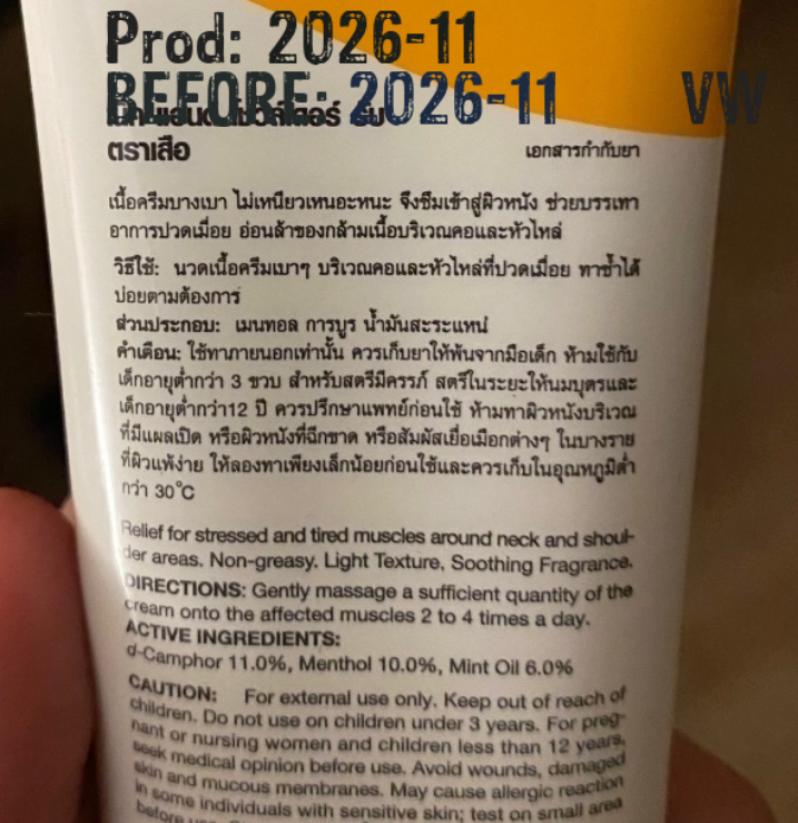 Prod: 2026-11
BEFORE: 2026-11 VW
ตราเสือ
เอกสารกำกับยา
เนื้อครีมบางเบา ไม่เหนียวเหนอะหนะ จึงซึมเข้าสู่ผิวหนัง ช่วยบรรเทา
อาการปวดเมื่อย อ่อนล้าของกล้ามเนื้อบริเวณคอและหัวไหล่
วิธีใช้: นวดเนื้อครีมเบาๆ บริเวณคอและหัวไหล่ที่ปวดเมื่อย ทาซ้ำได้
บ่อยตามต้องการ
ส่วนประกอบ: เมนทอล การบูร น้ำมันสะระแหน่
คำเตือน: ใช้ทาภายนอกเท่านั้น ควรเก็บยาให้พ้นจากมือเด็ก ห้ามใช้กับ
เด็กอายุต่ำกว่า 3 ขวบ สำหรับสตรีมีครรภ์ สตรีในระยะให้นมบุตรและ
เด็กอายุต่ำกว่า12 ปี ควรปรึกษาแพทย์ก่อนใช้ ห้ามทาผิวหนังบริเวณ
ที่มีแผลเปิด หรือผิวหนังที่ฉีกขาด หรือสัมผัสเยื่อเมือกต่างๆ ในบางราย
ที่ผิวแพ้ง่าย ให้ลองทาเพียงเล็กน้อยก่อนใช้และควรเก็บในอุณหภูมิต่ำ
กว่า 30°C
Relief for stressed and tired muscles around neck and shoul-
der areas. Non-greasy. Light Texture, Soothing Fragrance.
DIRECTIONS: Gently massage a sufficient quantity of the
cream onto the affected muscles 2 to 4 times a day.
ACTIVE INGREDIENTS:
d-Camphor 11.0%, Menthol 10.0%, Mint Oil 6.0%
CAUTION: For external use only. Keep out of reach of
children. Do not use on children under 3 years. For preg-
nant or nursing women and children less than 12 years,
seek medical opinion before use. Avoid wounds, damaged
skin and mucous membranes. May cause allergic reaction
in some individuals with sensitive skin; test on small area
before